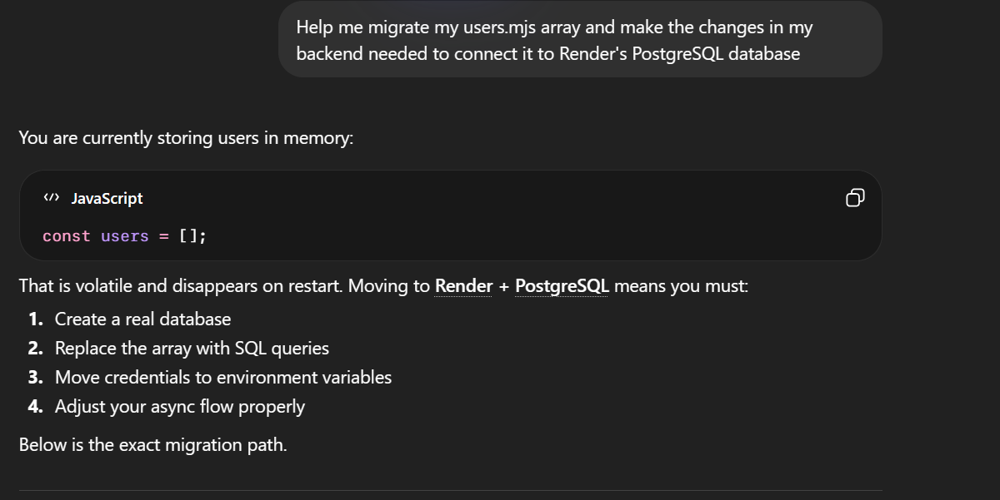 Help me migrate my users.mjs array and make the changes in my
backend needed to connect it to Render's PostgreSQL database
You are currently storing users in memory:
</> JavaScript
const users = [];
That is volatile and disappears on restart. Moving to Render + PostgreSQL means you must:
1. Create a real database
2. Replace the array with SQL queries
3. Move credentials to environment variables
4. Adjust your async flow properly
Below is the exact migration path.